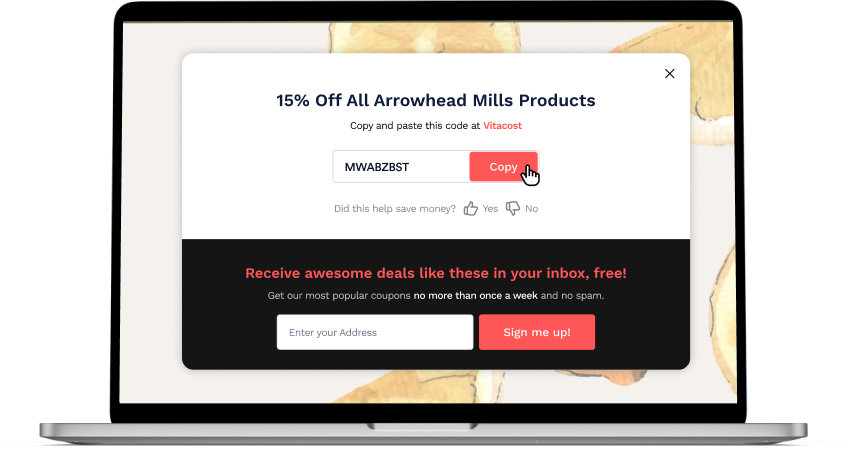 15% Off All Arrowhead Mills Products
Copy and paste this code at Vitacost
MWABZBST
Copy
Did this help save money? Yes No
Receive awesome deals like these in your inbox, free!
Get our most popular coupons no more than once a week and no spam.
Enter your Address
Sign me up!